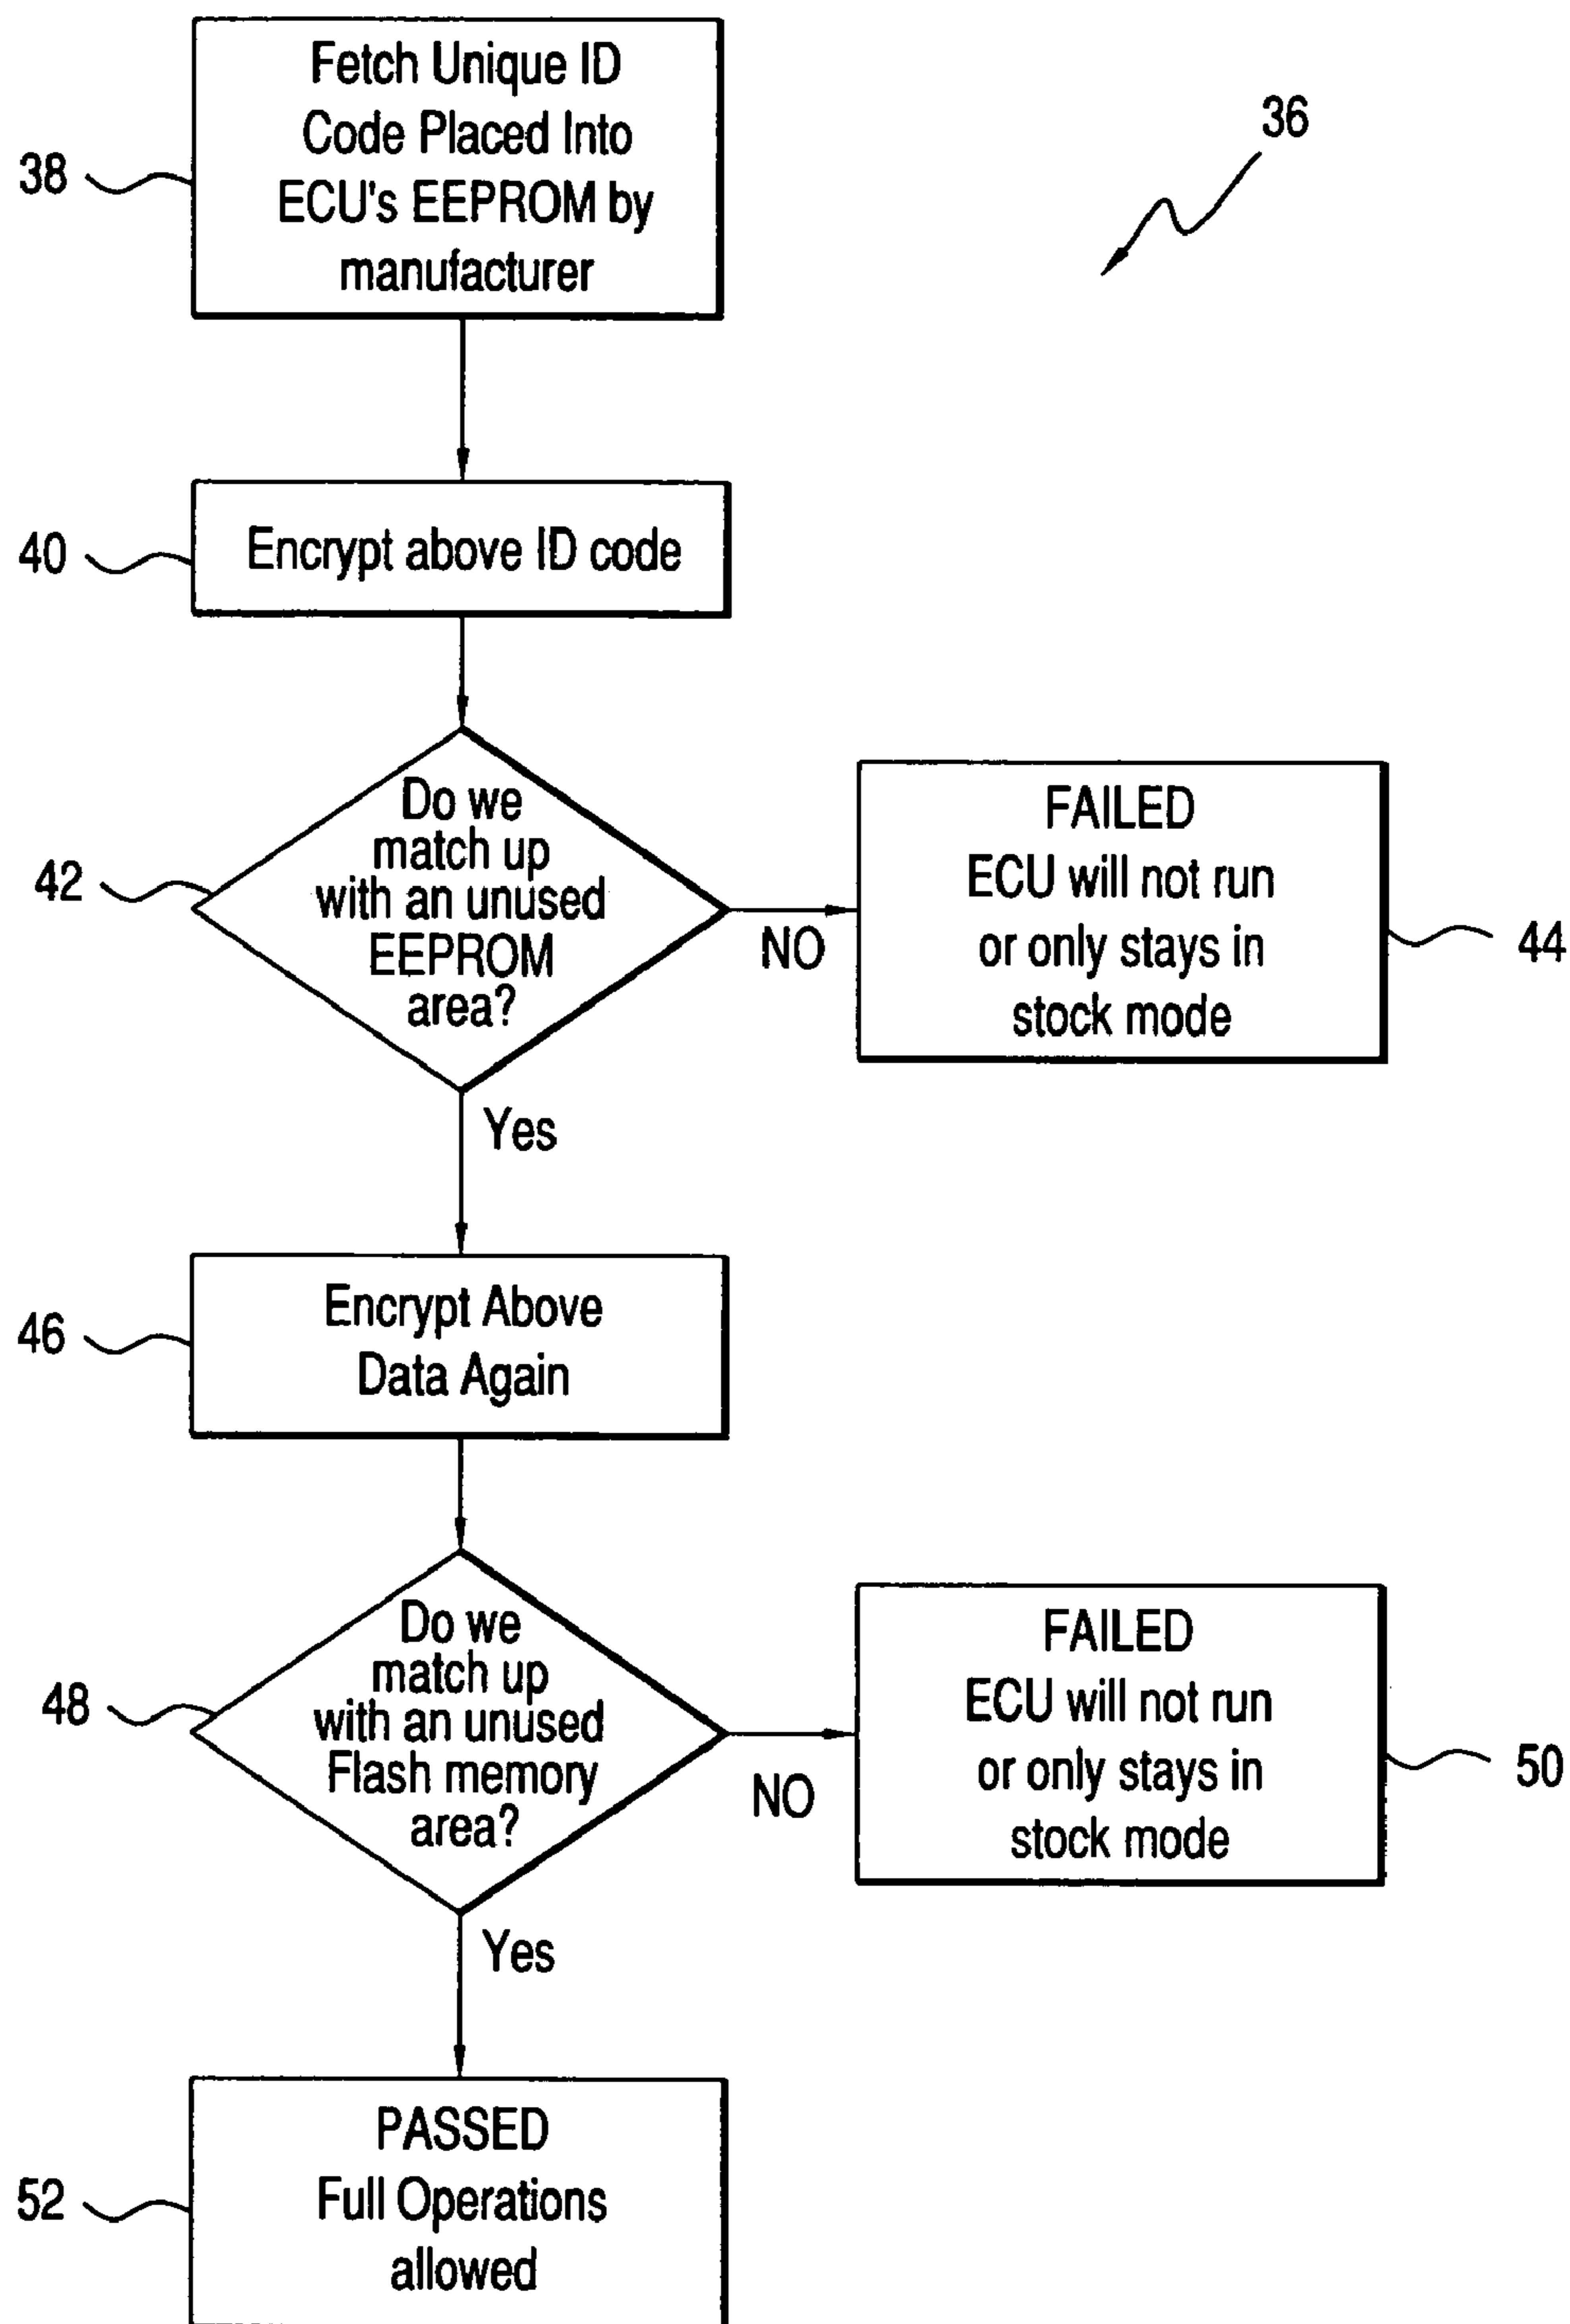 Fetch Unique ID
Code Placed Into
ECU's EEPROM by
manufacturer
38
36
Encrypt above ID code
40
Do we
match up
with an unused
EEPROM
area?
42
NO
FAILED
ECU will not run
or only stays in
stock mode
44
Yes
Encrypt Above
Data Again
46
Do we
match up
with an unused
Flash memory
area?
48
NO
FAILED
ECU will not run
or only stays in
stock mode
50
Yes
PASSED
Full Operations
allowed
52